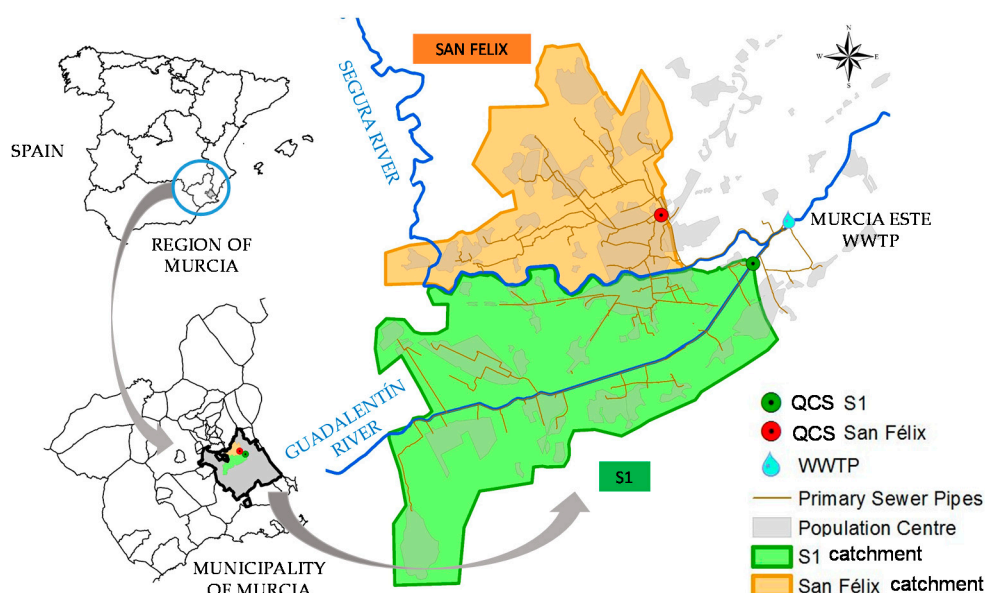 SAN FELIX
N
W
E
S
SEGURA RIVER
SPAIN
MURCIA ESTE
WWTP
REGION OF
MURCIA
GUADALENTÍN
RIVER
QCS S1
QCS San Félix
WWTP
S1
Primary Sewer Pipes
Population Centre
S1 catchment
MUNICIPALITY
OF MURCIA
San Félix catchment